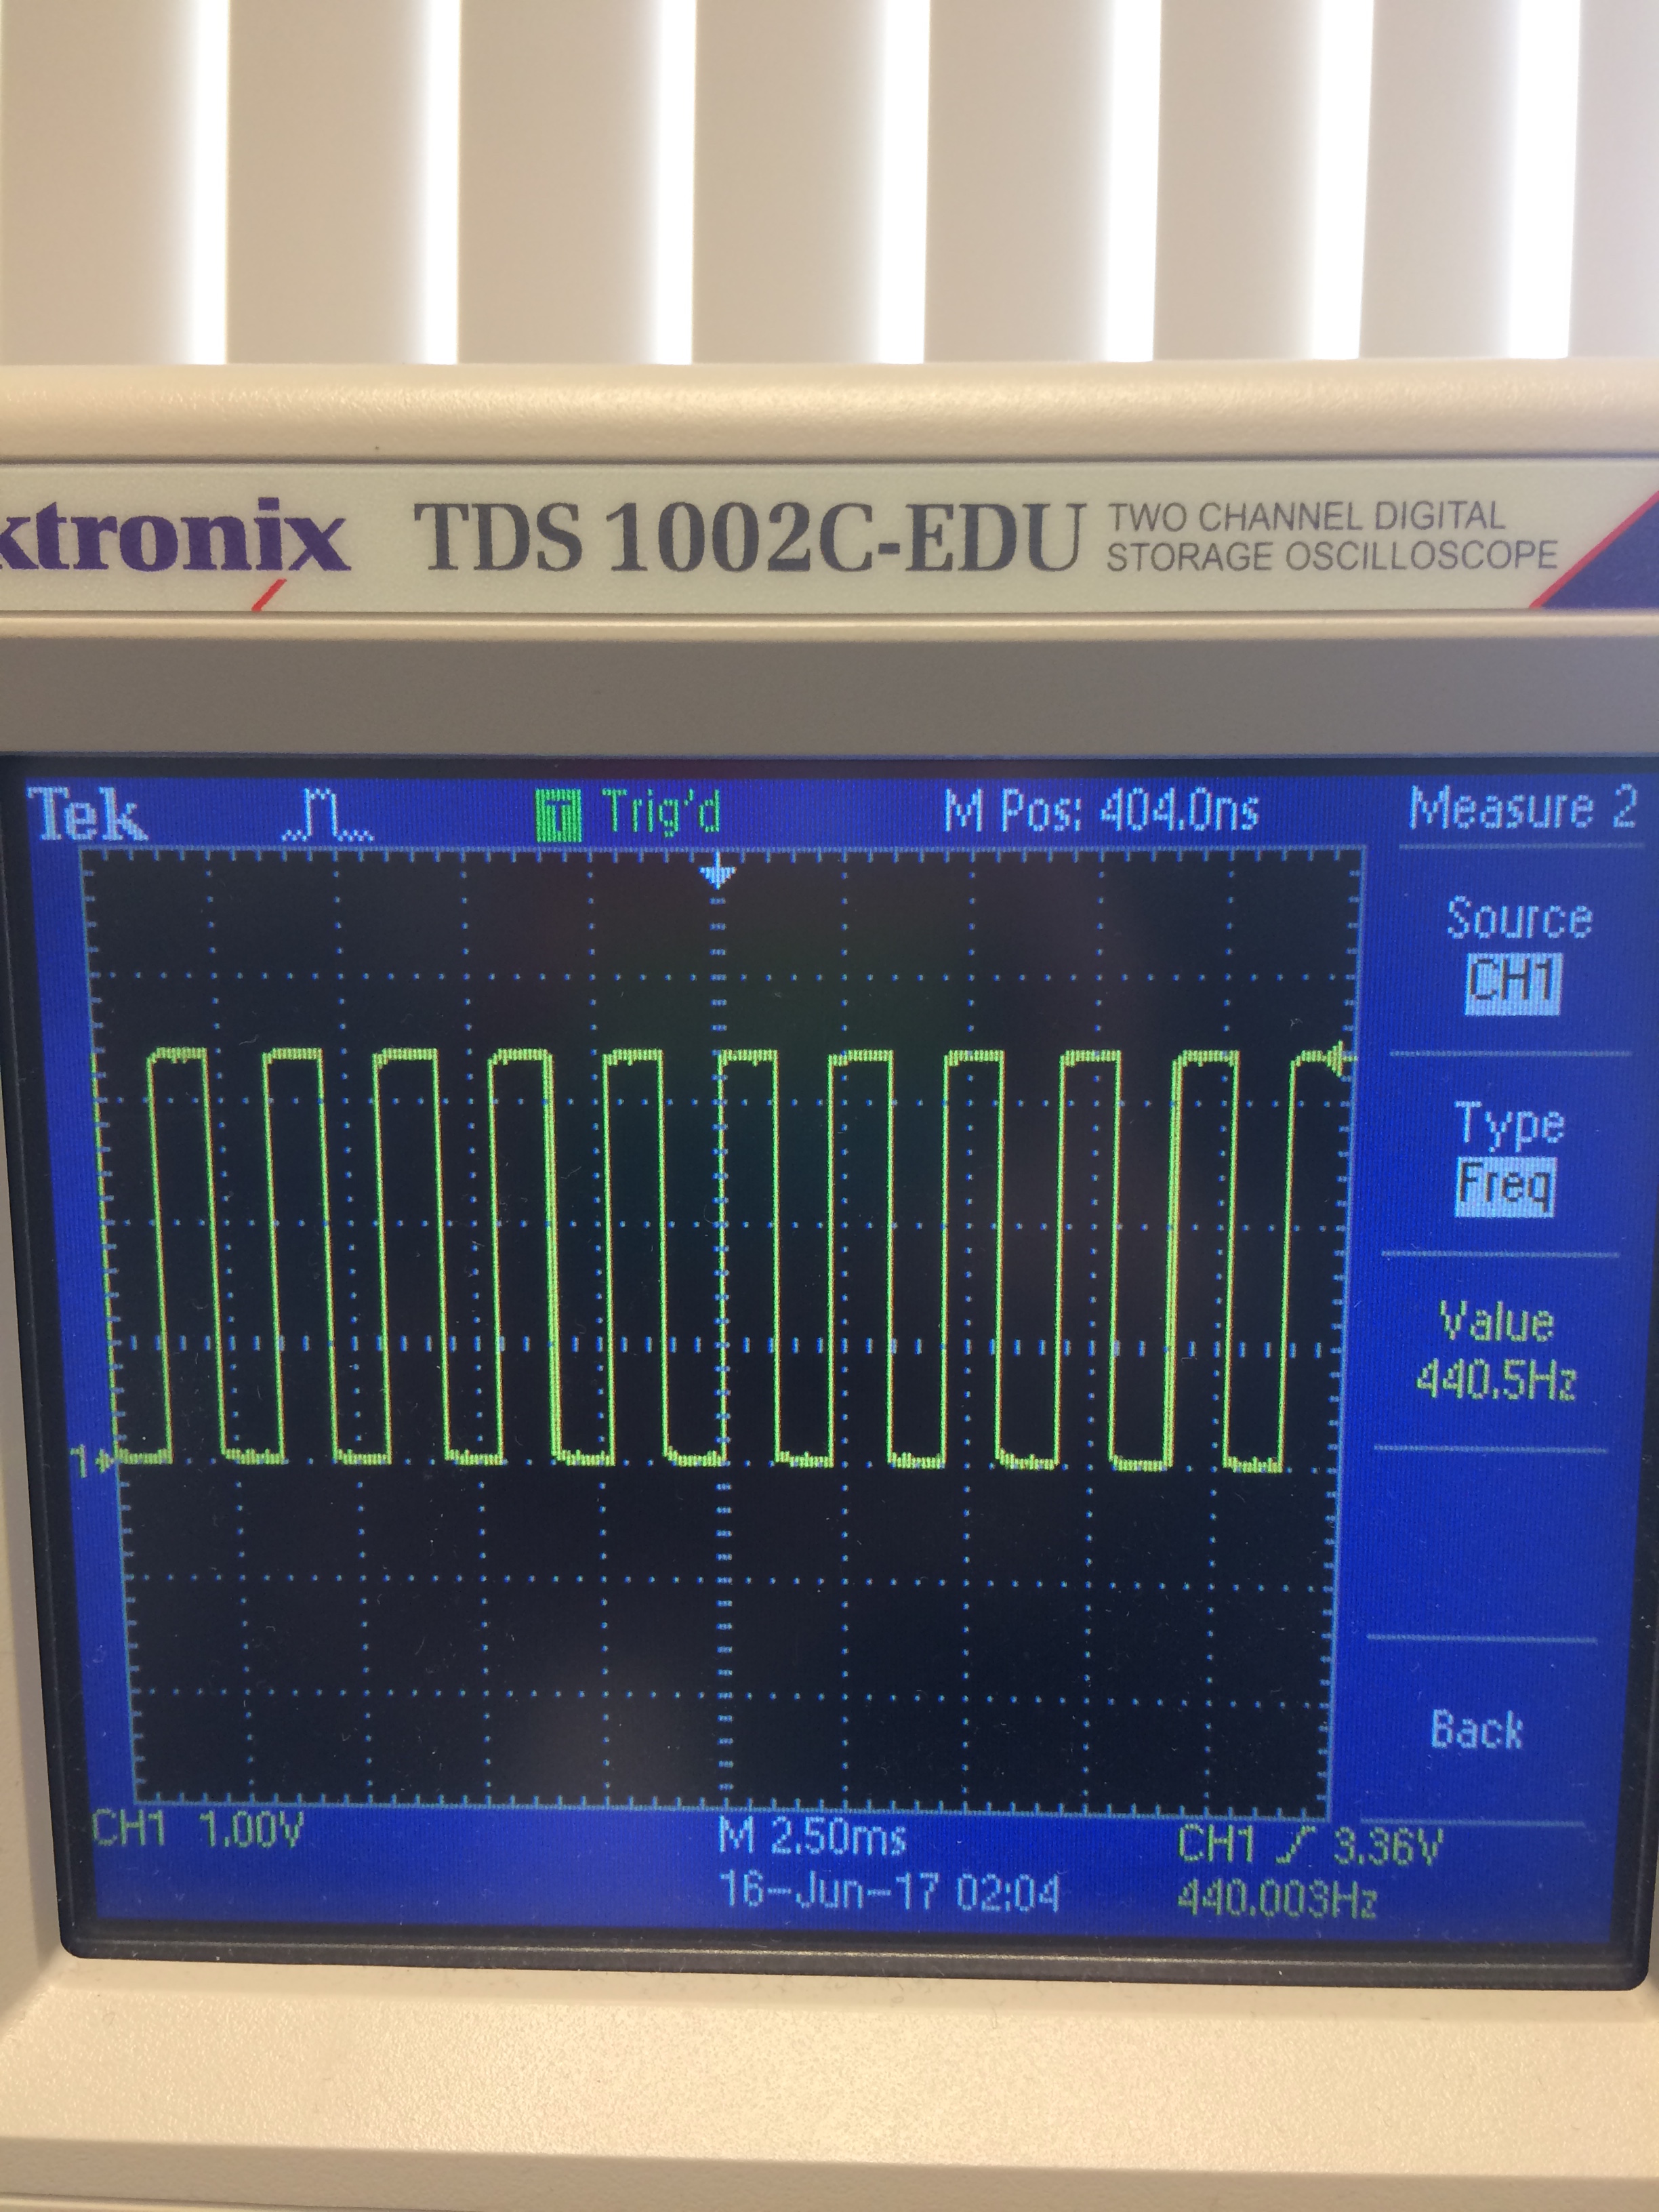 ktronix TDS 1002C-EDU TWO CHANNEL DIGITAL
STORAGE OSCILLOSCOPE
Tek T Trig'd M Pos: 404.0ns Measure 2
Source
CH1
Type
Freq
Value
440.5Hz
1
Back
CH1 1.00V M 2.50ms CH1 3.36V
16-Jun-17 02:04 440.003Hz